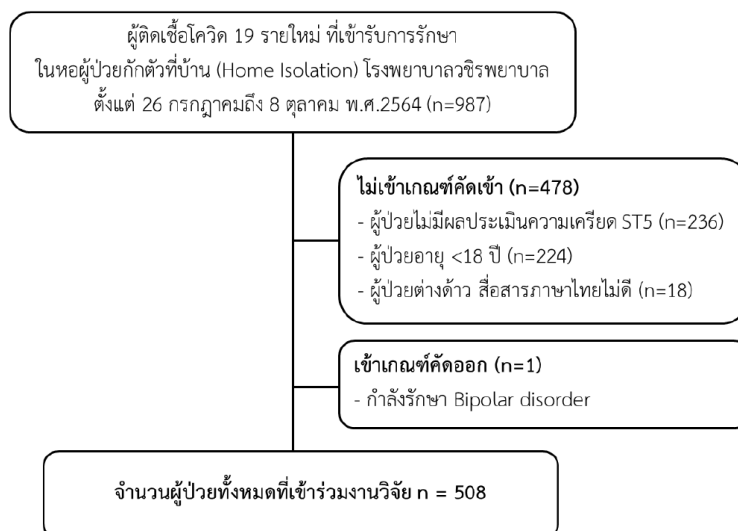 ผู้ติดเชื้อโควิด 19 รายใหม่ ที่เข้ารับการรักษา
ในหอผู้ป่วยกักตัวที่บ้าน (Home Isolation) โรงพยาบาลวชิรพยาบาล
ตั้งแต่ 26 กรกฎาคมถึง 8 ตุลาคม พ.ศ.2564 (n=987)
ไม่เข้าเกณฑ์คัดเข้า (n=478)
- ผู้ป่วยไม่มีผลประเมินความเครียด ST5 (n=236)
- ผู้ป่วยอายุ <18 ปี (n=224)
- ผู้ป่วยต่างด้าว สื่อสารภาษาไทยไม่ดี (n=18)
เข้าเกณฑ์คัดออก (n=1)
- กำลังรักษา Bipolar disorder
จำนวนผู้ป่วยทั้งหมดที่เข้าร่วมงานวิจัย n = 508